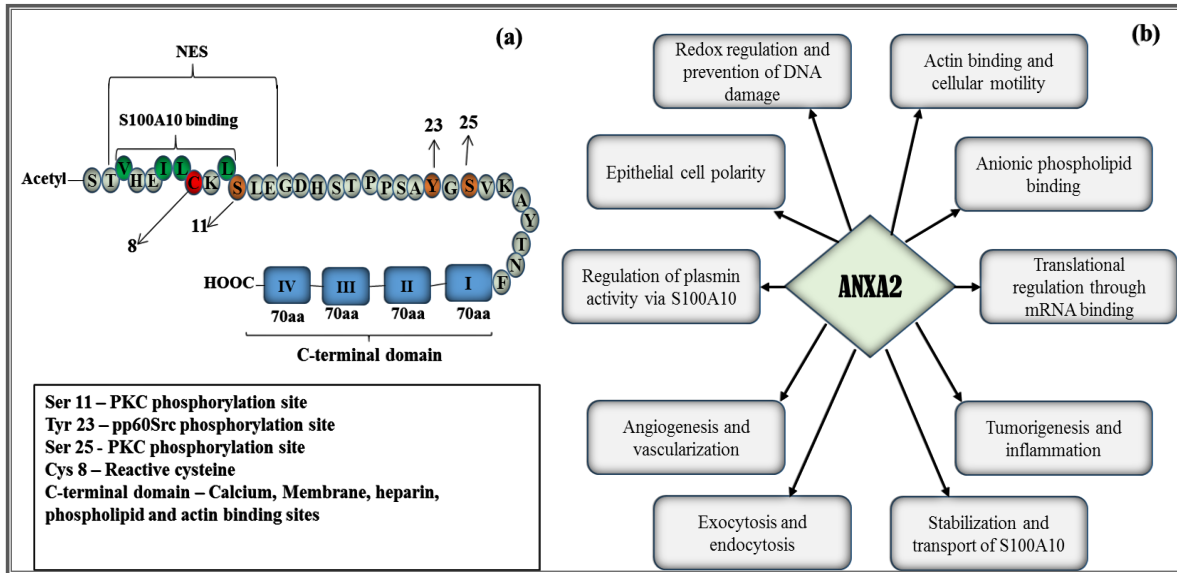 (a)
NES
S100A10 binding
23
25
Acetyl
S T V H E I L C K L S L E G D H S T P P S A Y G S V K A Y T N F
8
11
HOOC
IV
III
II
I
70aa
70aa
70aa
70aa
C-terminal domain
Ser 11 – PKC phosphorylation site
Tyr 23 – pp60Src phosphorylation site
Ser 25 - PKC phosphorylation site
Cys 8 – Reactive cysteine
C-terminal domain – Calcium, Membrane, heparin,
phospholipid and actin binding sites
(b)
Redox regulation and
prevention of DNA
damage
Actin binding and
cellular motility
Epithelial cell polarity
Anionic phospholipid
binding
Regulation of plasmin
activity via S100A10
ANXA2
Translational
regulation through
mRNA binding
Angiogenesis and
vascularization
Tumorigenesis and
inflammation
Exocytosis and
endocytosis
Stabilization and
transport of S100A10